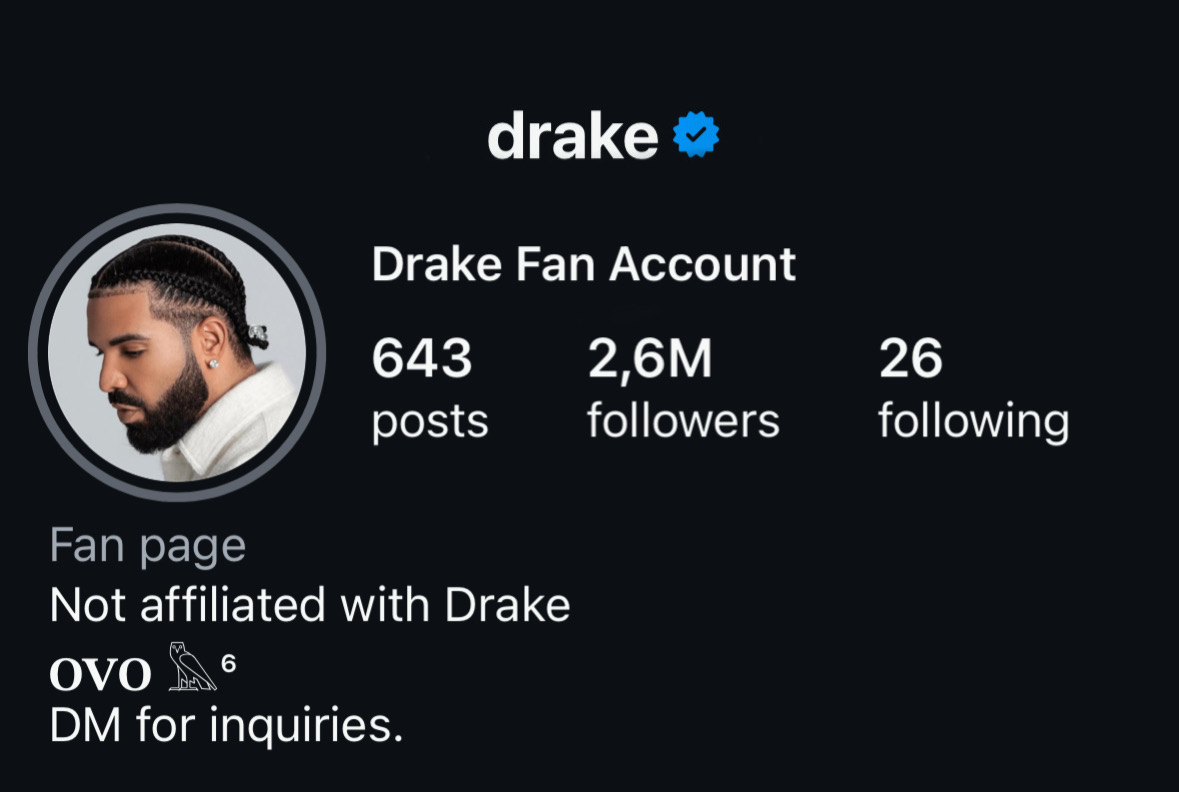 drake
Drake Fan Account
643 2,6M 26
posts followers following
Fan page
Not affiliated with Drake
OVO 𓅓⁶
DM for inquiries.